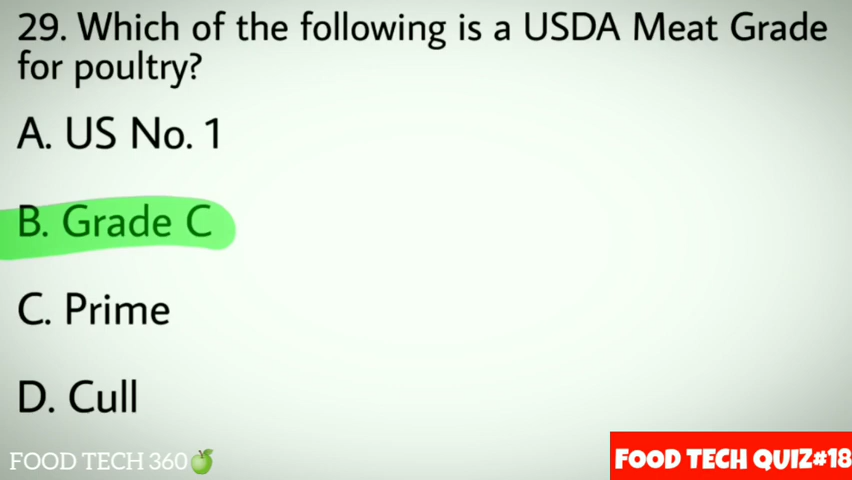 29. Which of the following is a USDA Meat Grade
for poultry?
A. US No. 1
B. Grade C
C. Prime
D. Cull
FOOD TECH 360
FOOD TECH QUIZ#18